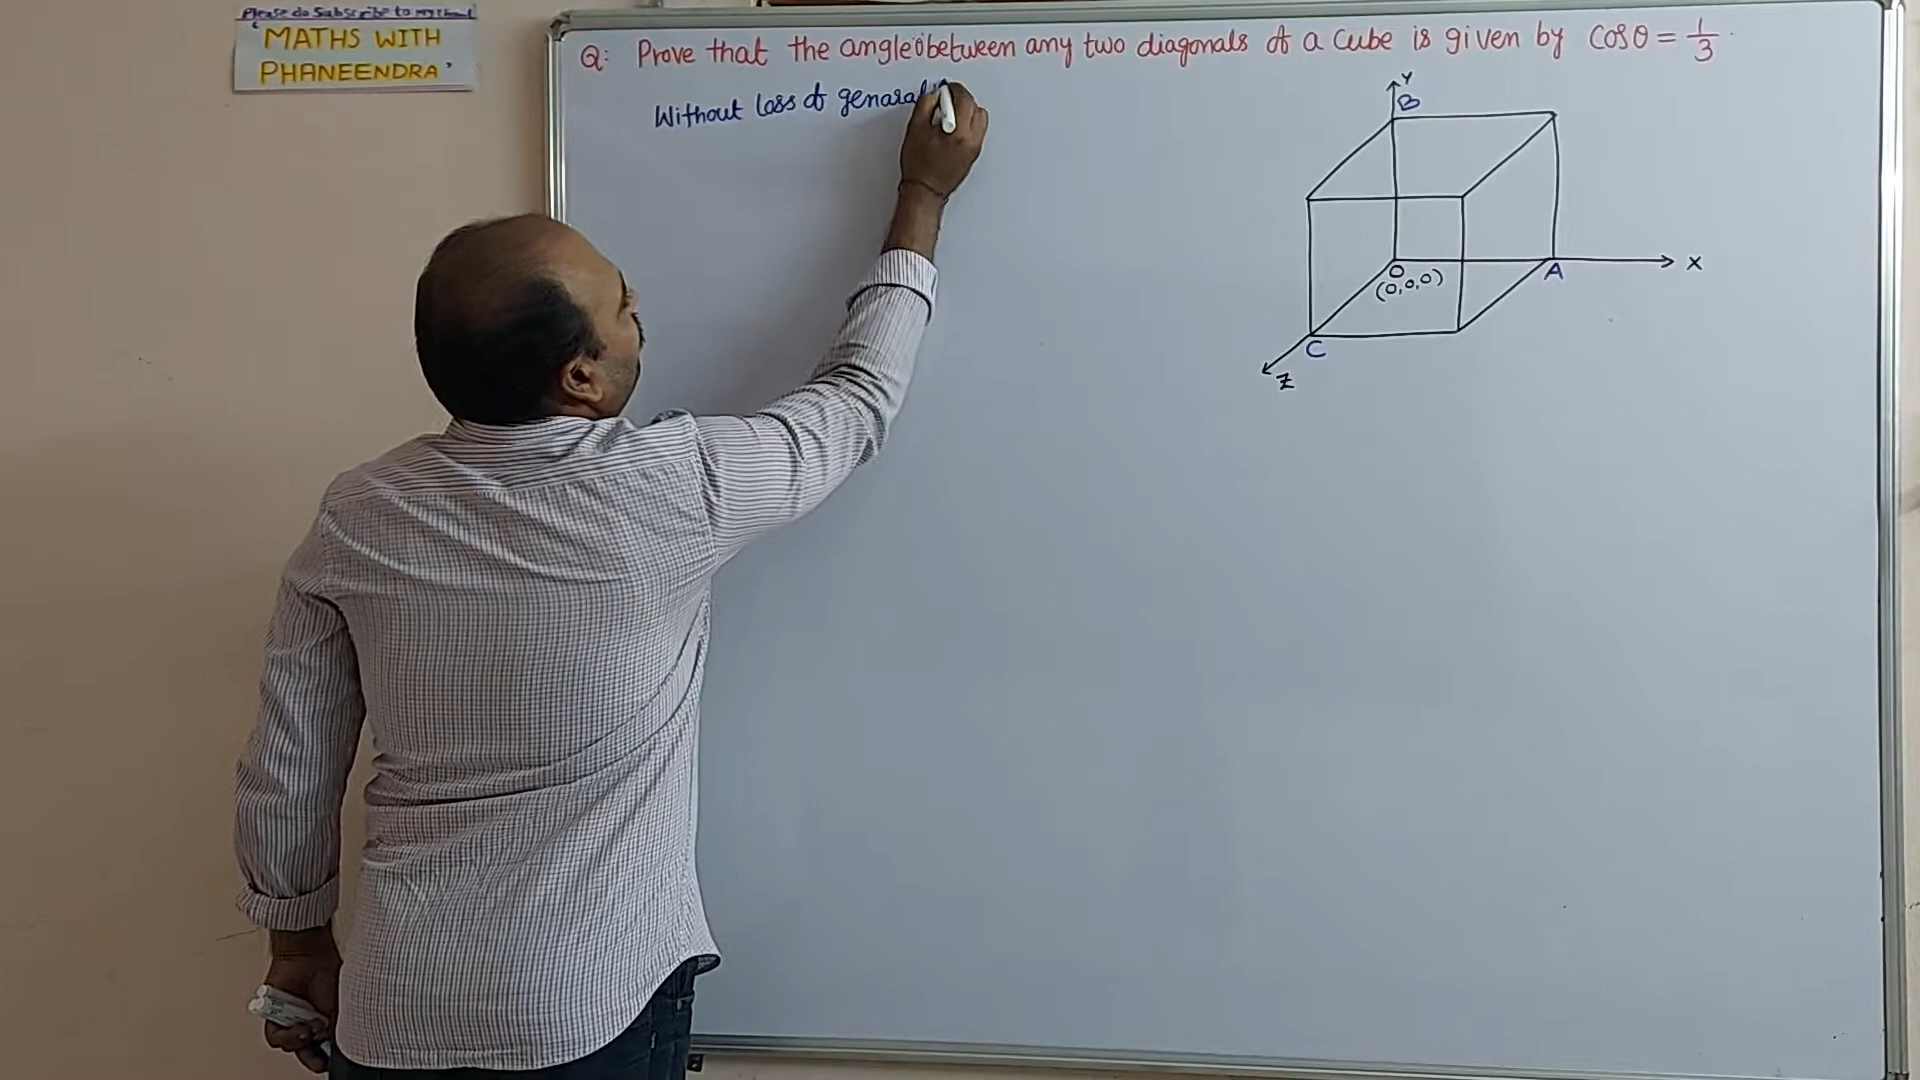 Please do Subscribe to my channel
MATHS WITH
PHANEENDRA
Q: Prove that the angle θ between any two diagonals of a Cube is given by cosθ = 1/3.
Without loss of genaral
Y
B
O
(0,0,0)
A
X
C
Z